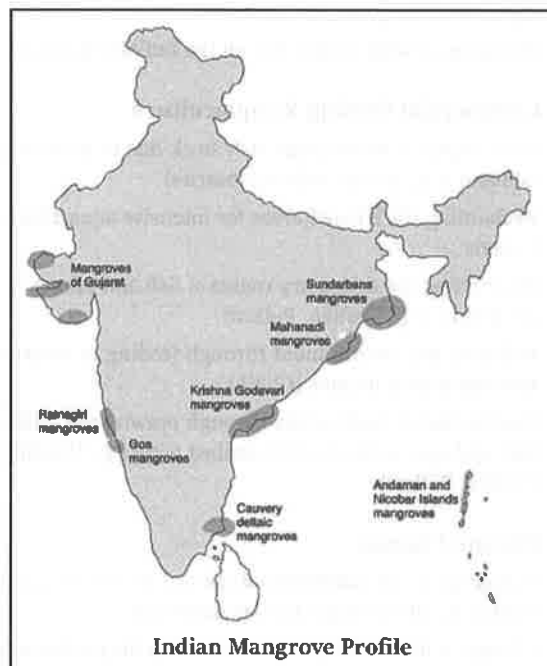 Mangroves
of Gujarat
Sundarbans
mangroves
Mahanadi
mangroves
Krishna Godavari
mangroves
Ratnagiri
mangroves
Goa
mangroves
Andaman and
Nicobar Islands
mangroves
Cauvery
deltaic
mangroves
Indian Mangrove Profile